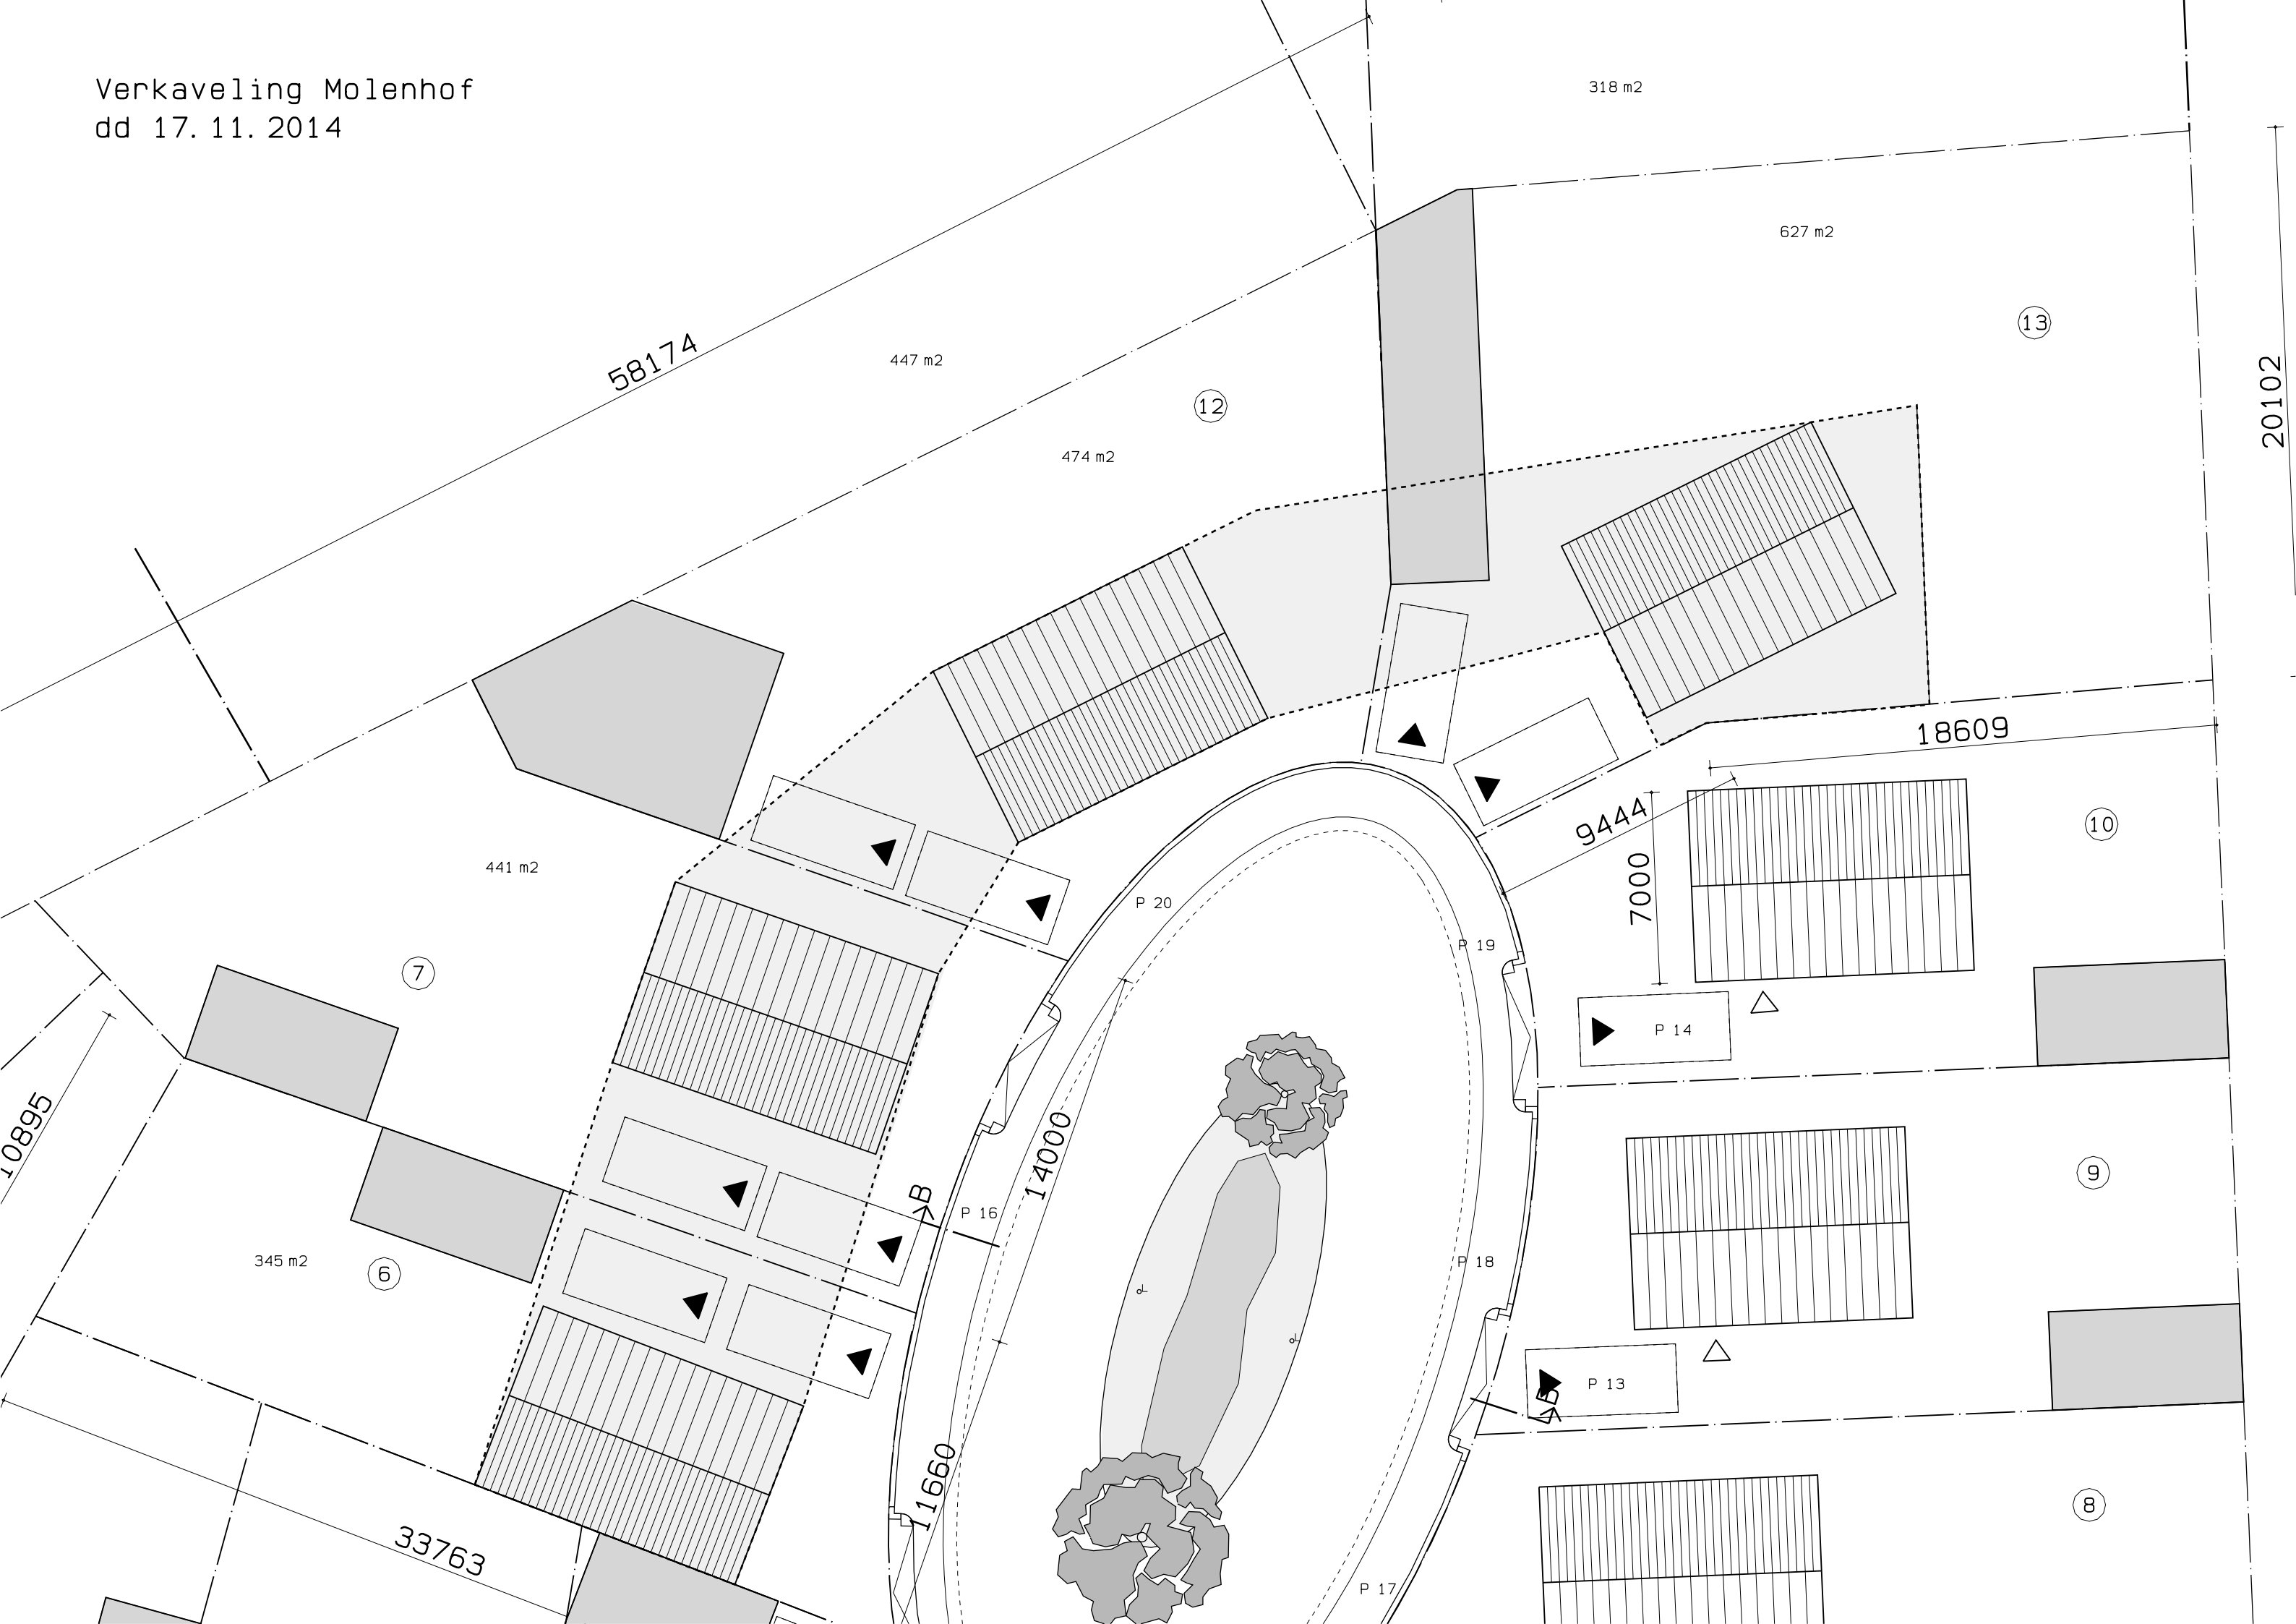 Verkaveling Molenhof
dd 17.11.2014
318 m2
627 m2
13
58174
447 m2
12
20102
474 m2
18609
9444
10
7000
441 m2
P 20
P 19
7
P 14
10895
14000
9
B
P 16
345 m2
6
P 18
P 13
B
11660
8
33763
P 17